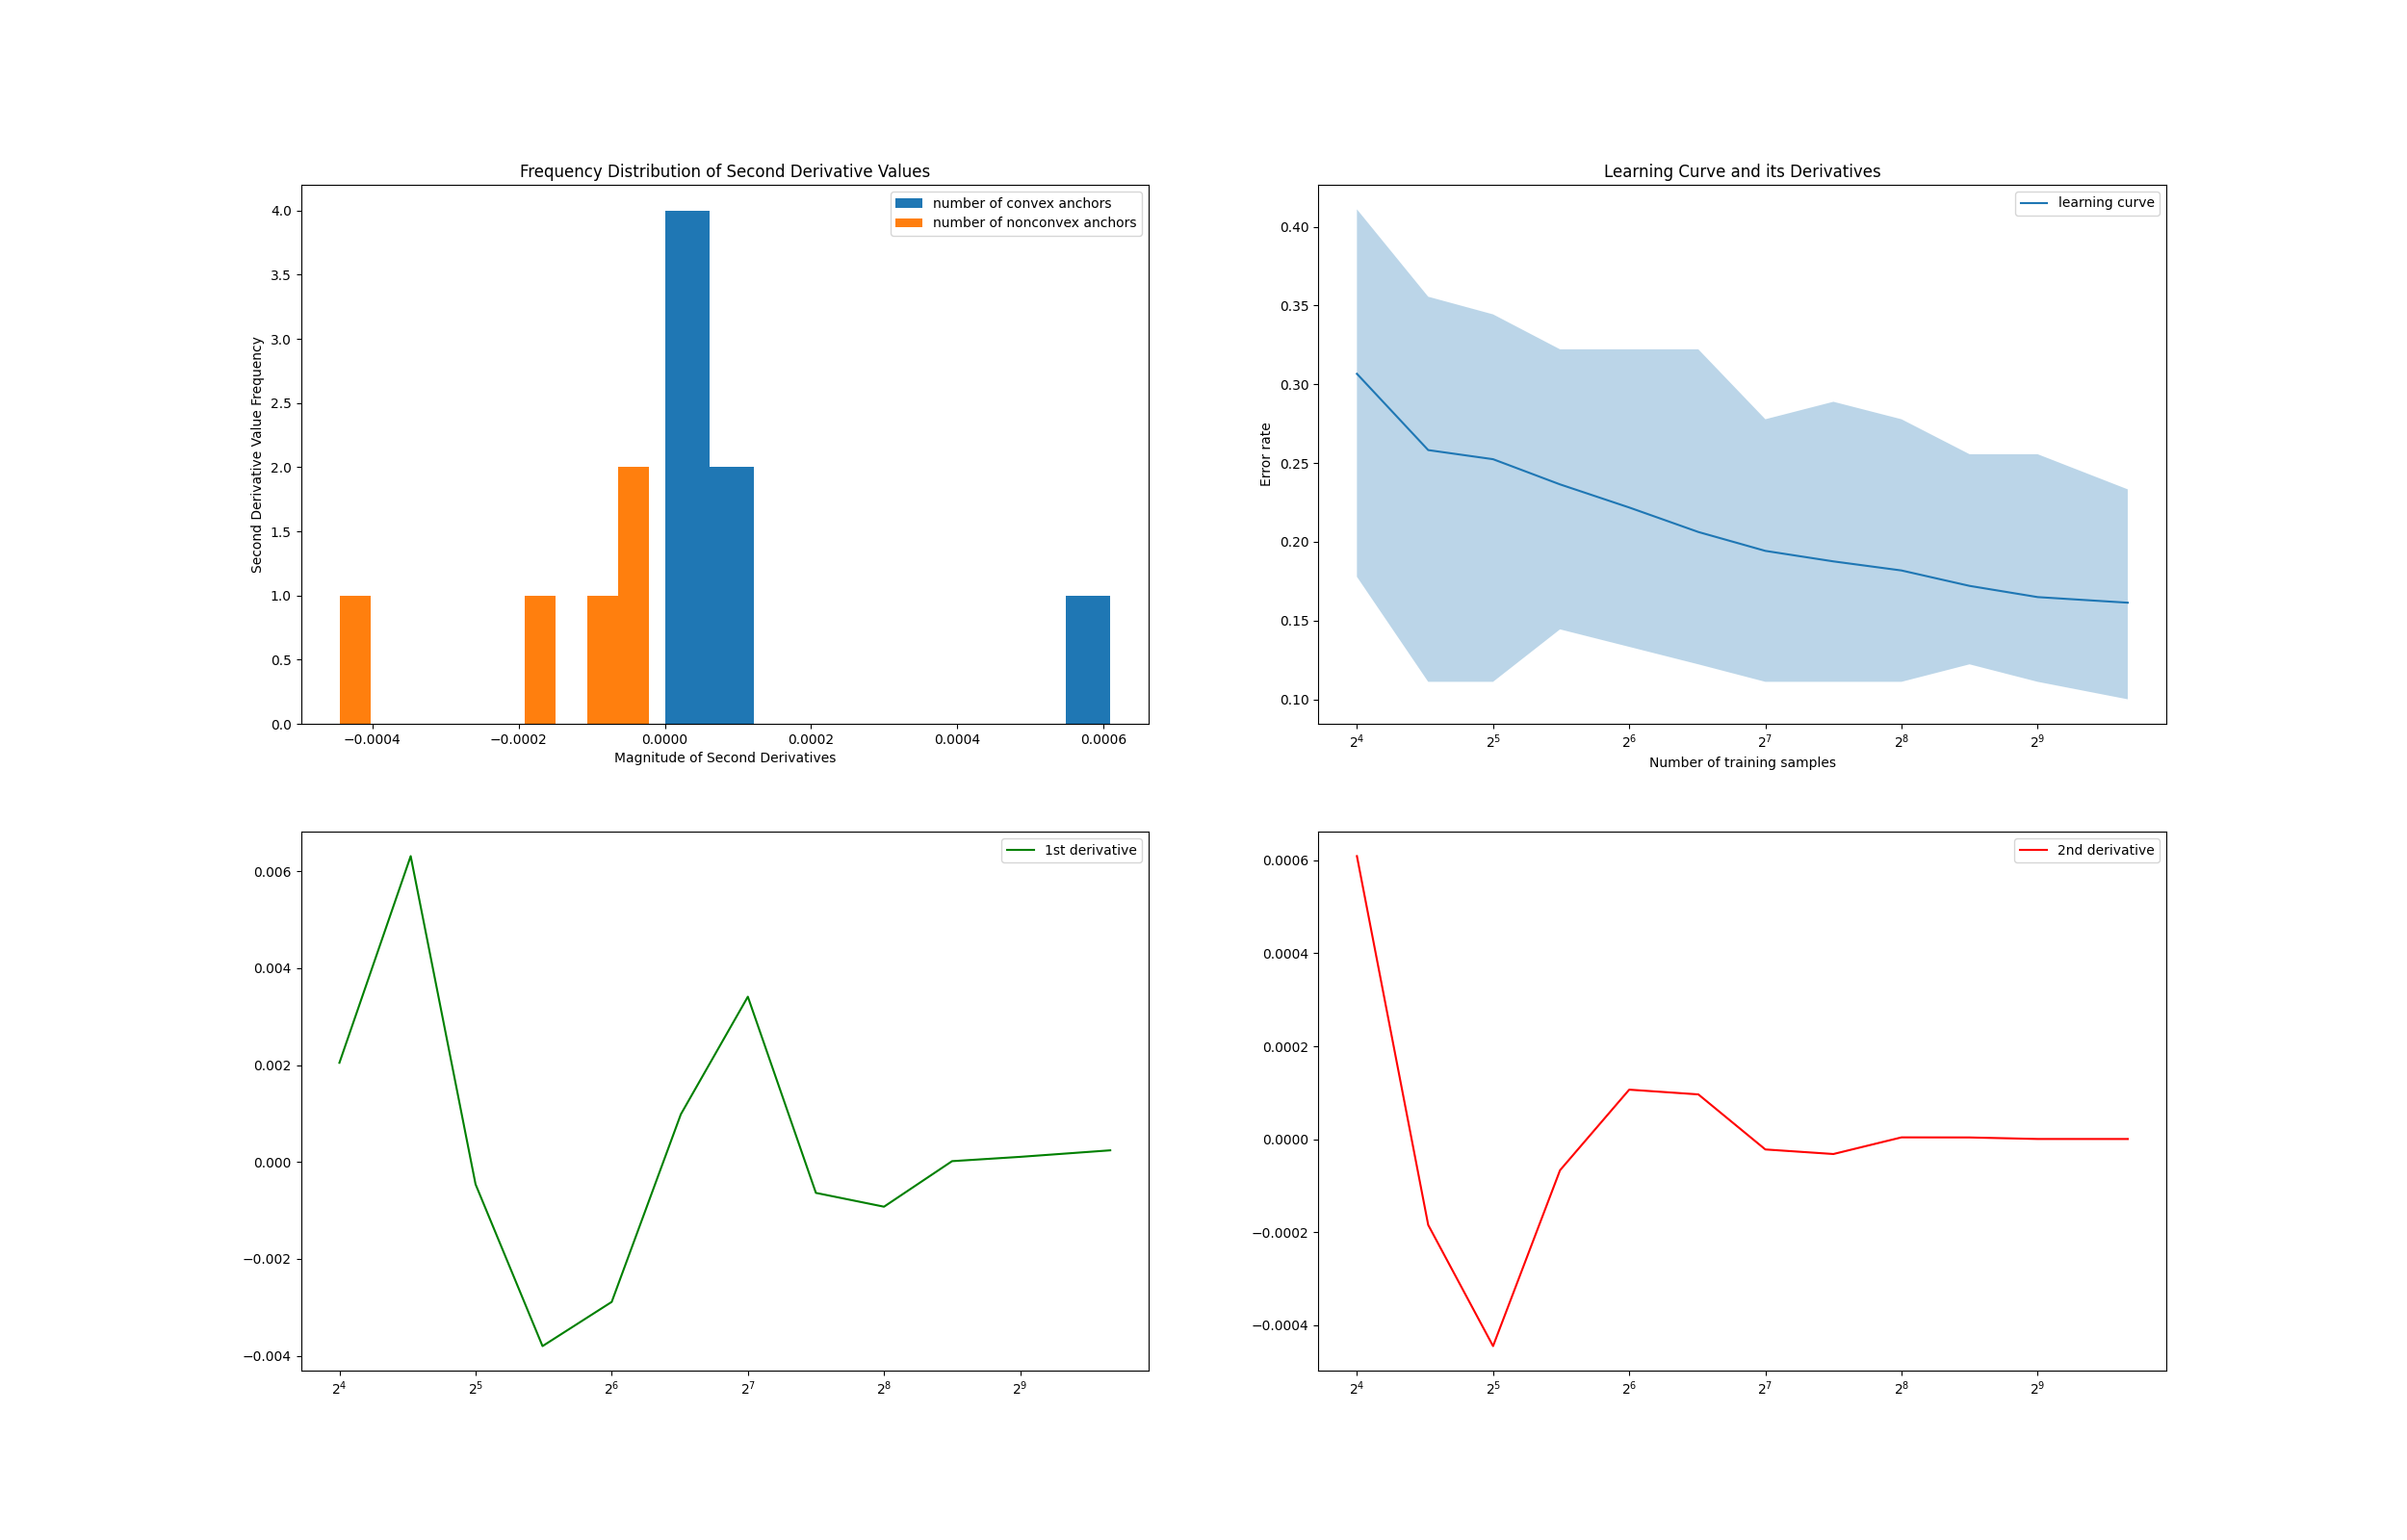 Frequency Distribution of Second Derivative Values
number of convex anchors
number of nonconvex anchors
4.0
3.5
3.0
2.5
2.0
1.5
1.0
0.5
0.0
Second Derivative Value Frequency
−0.0004 −0.0002 0.0000 0.0002 0.0004 0.0006
Magnitude of Second Derivatives
Learning Curve and its Derivatives
learning curve
0.40
0.35
0.30
0.25
0.20
0.15
0.10
Error rate
2⁴ 2⁵ 2⁶ 2⁷ 2⁸ 2⁹
Number of training samples
1st derivative
0.006
0.004
0.002
0.000
−0.002
−0.004
2⁴ 2⁵ 2⁶ 2⁷ 2⁸ 2⁹
2nd derivative
0.0006
0.0004
0.0002
0.0000
−0.0002
−0.0004
2⁴ 2⁵ 2⁶ 2⁷ 2⁸ 2⁹